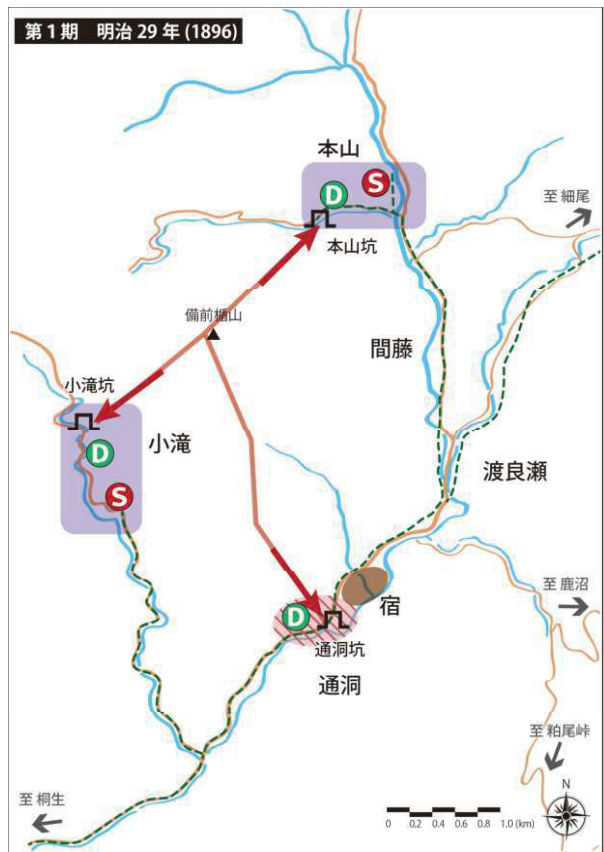 第1期　明治29年(1896)
本山
D
S
本山坑
至 細尾
備前楯山
間藤
小滝坑
小滝
D
S
渡良瀬
至 鹿沼
D
宿
通洞坑
通洞
至 粕尾峠
至 桐生
N
0 0.2 0.4 0.6 0.8 1.0 (km)